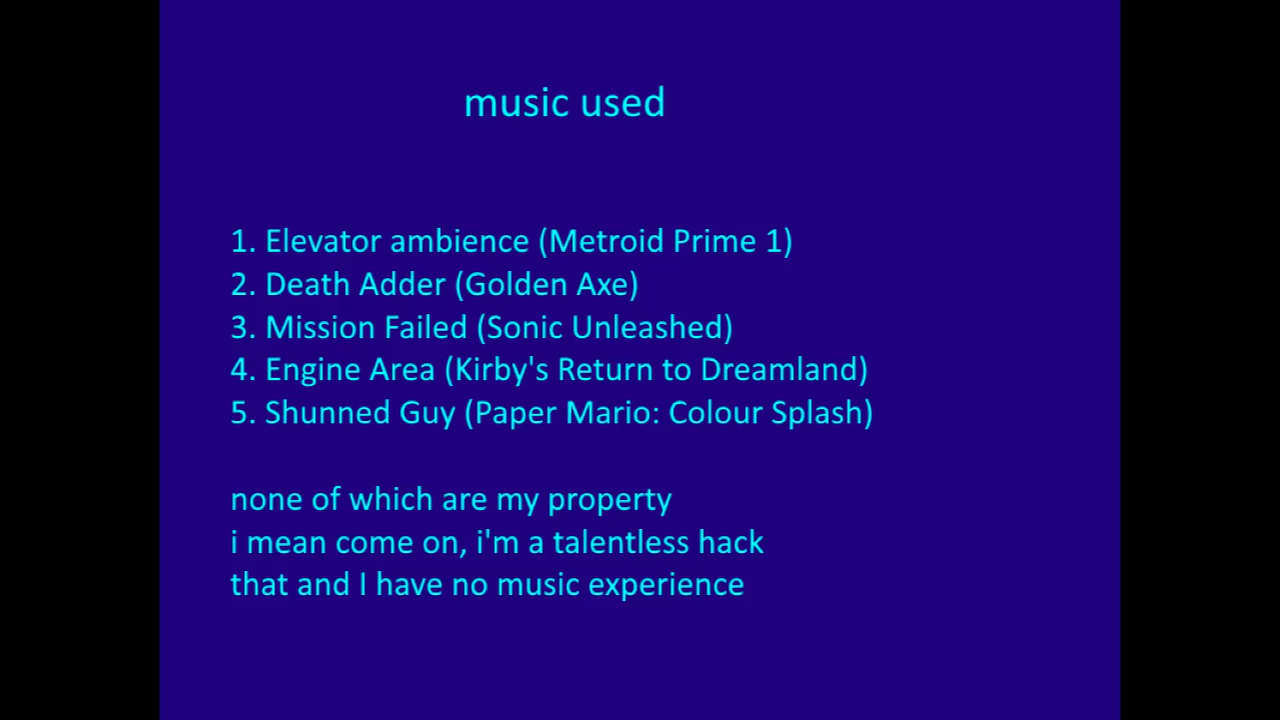 music used
1. Elevator ambience (Metroid Prime 1)
2. Death Adder (Golden Axe)
3. Mission Failed (Sonic Unleashed)
4. Engine Area (Kirby's Return to Dreamland)
5. Shunned Guy (Paper Mario: Colour Splash)
none of which are my property
i mean come on, i'm a talentless hack
that and I have no music experience